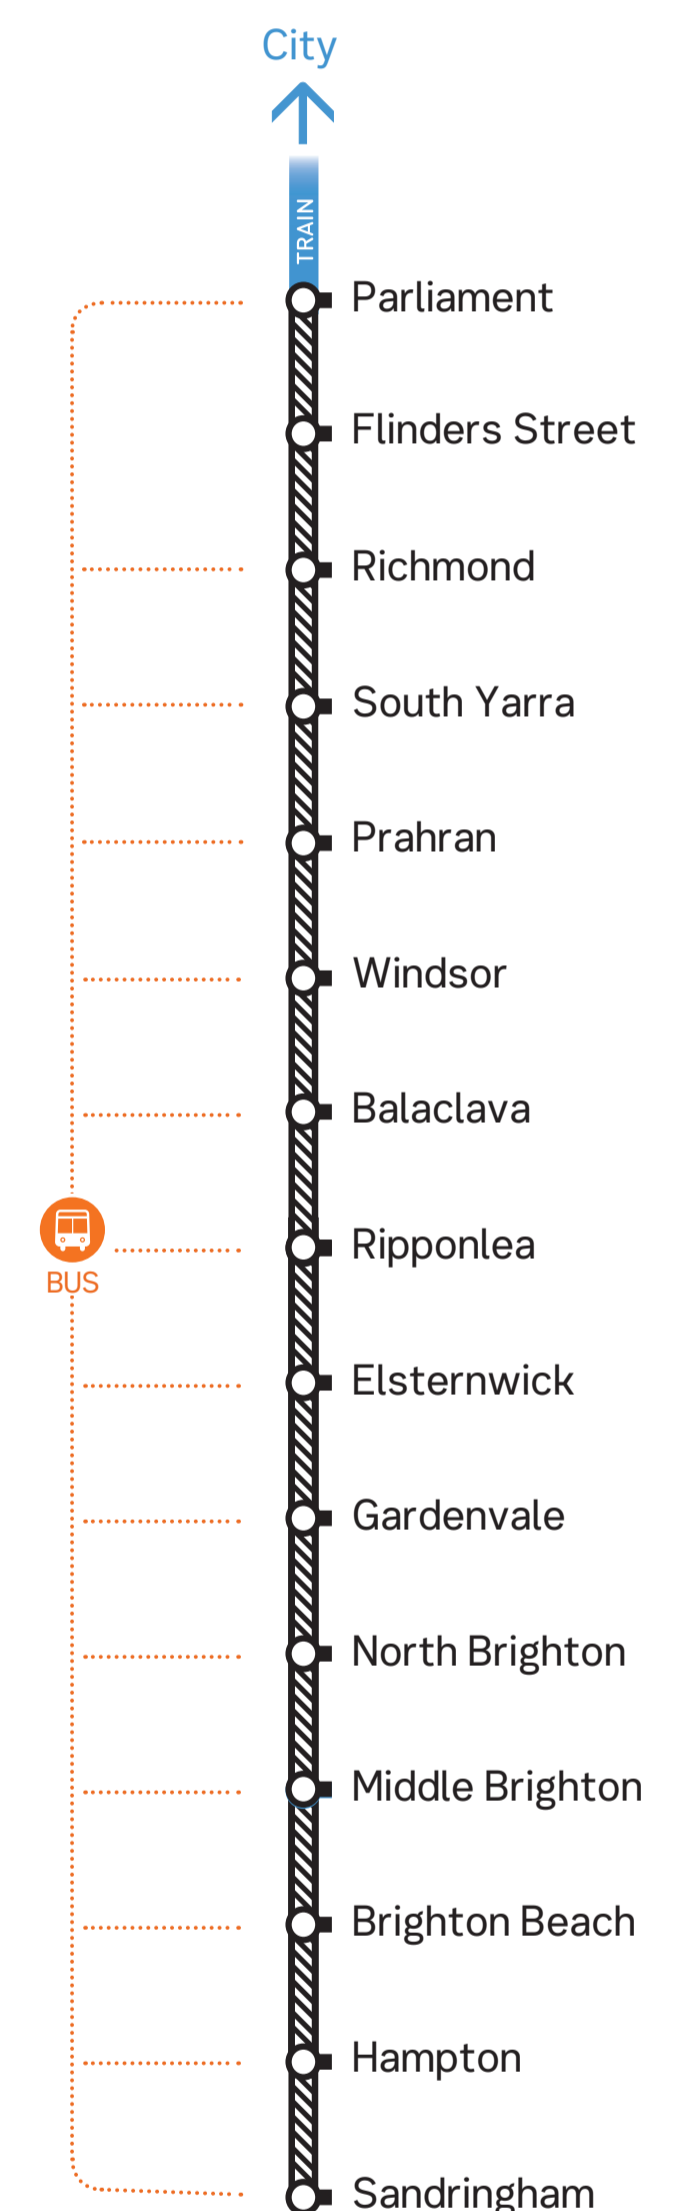 City
TRAIN
Parliament
Flinders Street
Richmond
South Yarra
Prahran
Windsor
Balaclava
Ripponlea
BUS
Elsternwick
Gardenvale
North Brighton
Middle Brighton
Brighton Beach
Hampton
Sandringham